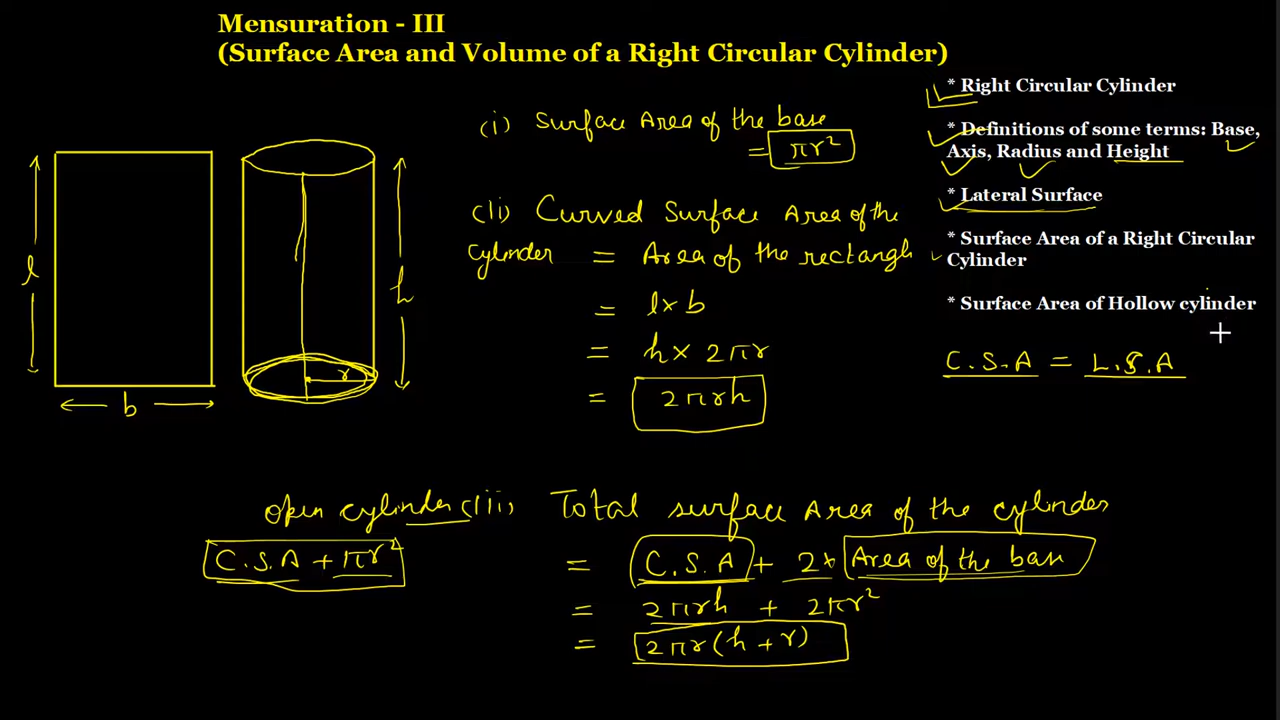 Mensuration - III
(Surface Area and Volume of a Right Circular Cylinder)
* Right Circular Cylinder
* Definitions of some terms: Base,
Axis, Radius and Height
* Lateral Surface
* Surface Area of a Right Circular
Cylinder
* Surface Area of Hollow cylinder
C.S.A = L.S.A
l
b
h
r
(i) Surface Area of the base
= πr²
(ii) Curved Surface Area of the
cylinder = Area of the rectangle
= l x b
= h x 2πr
= 2πrh
open cylinder
C.S.A + πr²
(iii) Total surface Area of the cylinder
= C.S.A + 2x Area of the base
= 2πrh + 2πr²
= 2πr(h+r)